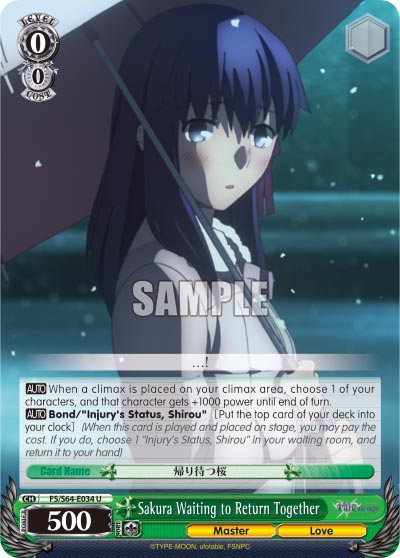 LEVEL
0
0
COST
SAMPLE
...!
AUTO When a climax is placed on your climax area, choose 1 of your
characters, and that character gets +1000 power until end of turn.
AUTO Bond/"Injury's Status, Shirou" [Put the top card of your deck into
your clock] (When this card is played and placed on stage, you may pay the
cost. If you do, choose 1 "Injury's Status, Shirou" in your waiting room, and
return it to your hand)
Card Name 帰り待つ桜
CH FS/S64-E034 U
Sakura Waiting to Return Together
POWER
500
Master Love
©TYPE-MOON, ufotable, FSNPC